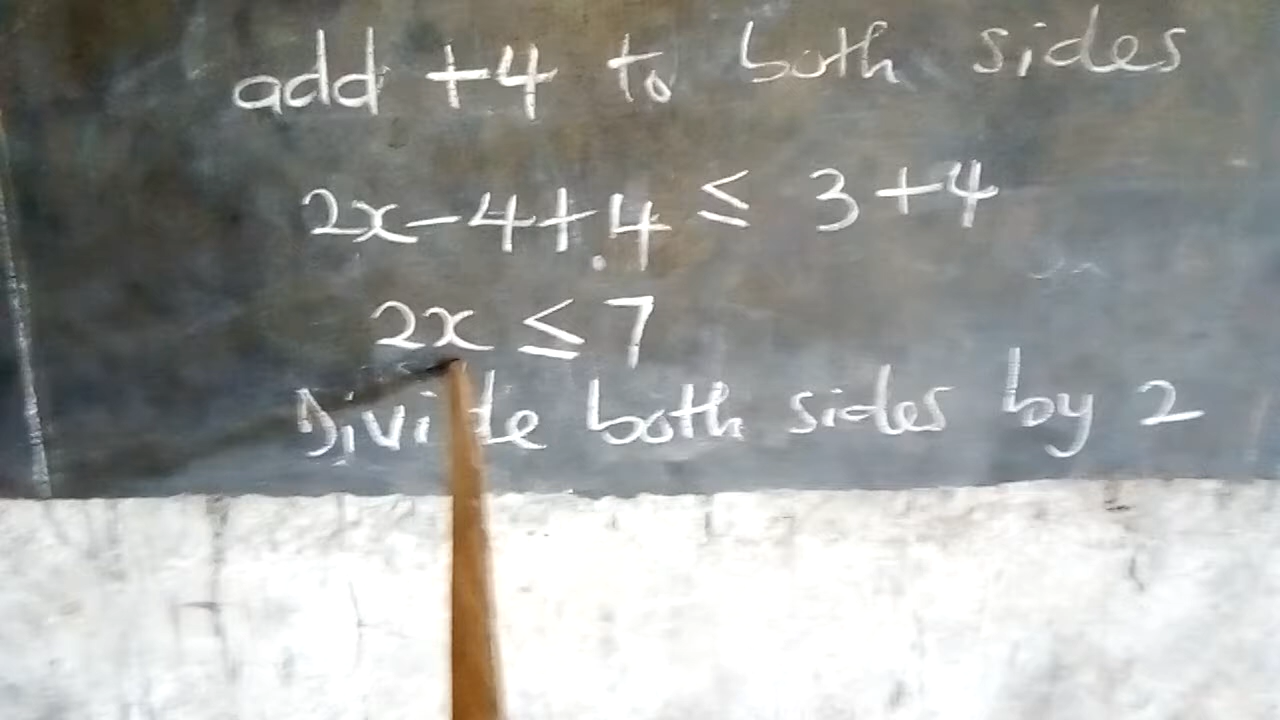 add +4 to both sides
2x-4+4 ≤ 3+4
2x ≤ 7
Divide both sides by 2